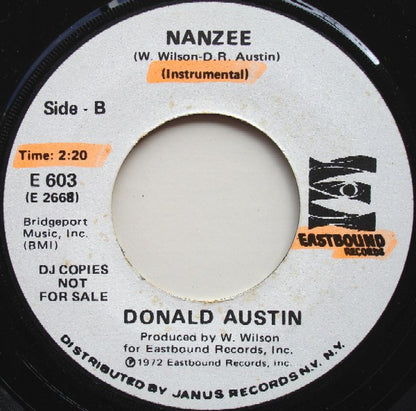 NANZEE
(W. Wilson-D.R. Austin)
(Instrumental)
Side - B
Time: 2:20
E 603
(E 2668)
Bridgeport
Music, Inc.
(BMI)
DJ COPIES
NOT
FOR SALE
EASTBOUND
RECORDS
DONALD AUSTIN
Produced by W. Wilson
for Eastbound Records, Inc.
Ⓟ1972 Eastbound Records, Inc.
DISTRIBUTED BY JANUS RECORDS N.Y. N.Y.